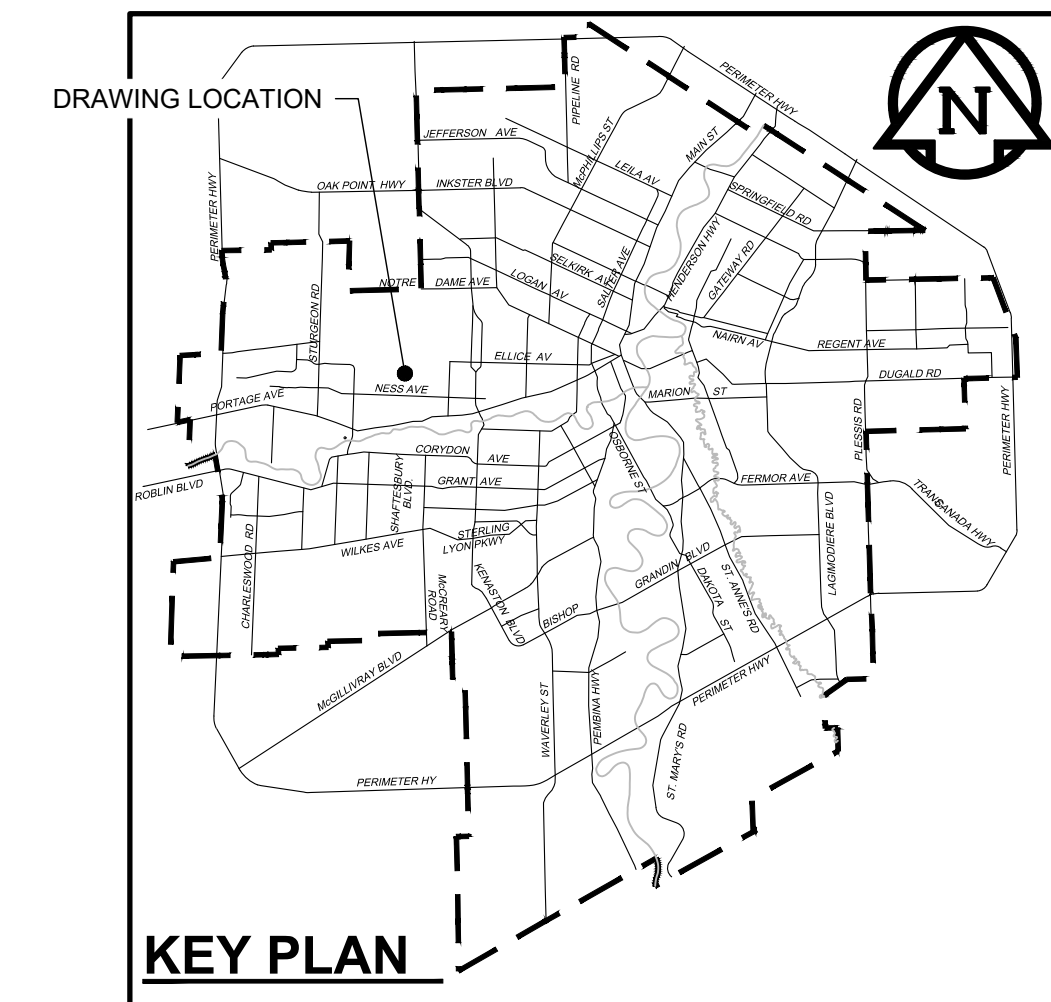 DRAWING LOCATION
N
PERIMETER HWY
PIPELINE RD
McPHILLIPS ST
MAIN ST
JEFFERSON AVE
LEILA AV
OAK POINT HWY
INKSTER BLVD
SPRINGFIELD RD
PERIMETER HWY
HENDERSON HWY
GATEWAY RD
SELKIRK AV
SALTER AVE
LOGAN AV
NOTRE DAME AVE
STURGEON RD
NAIRN AV
REGENT AVE
ELLICE AV
DUGALD RD
NESS AVE
MARION ST
PORTAGE AVE
PLESSIS RD
PERIMETER HWY
OSBORNE ST
CORYDON AVE
GRANT AVE
FERMOR AVE
ROBLIN BLVD
SHAFTESBURY
BLVD.
TRANSCANADA HWY
STERLING
LYON PKWY
WILKES AVE
LAGIMODIERE BLVD
CHARLESWOOD RD
McCREARY
ROAD
KENASTON BLVD
BISHOP GRANDIN BLVD
DAKOTA ST
ST. ANNE'S RD
McGILLIVRAY BLVD
PERIMETER HWY
WAVERLEY ST
PEMBINA HWY
ST. MARY'S RD
PERIMETER HY
KEY PLAN